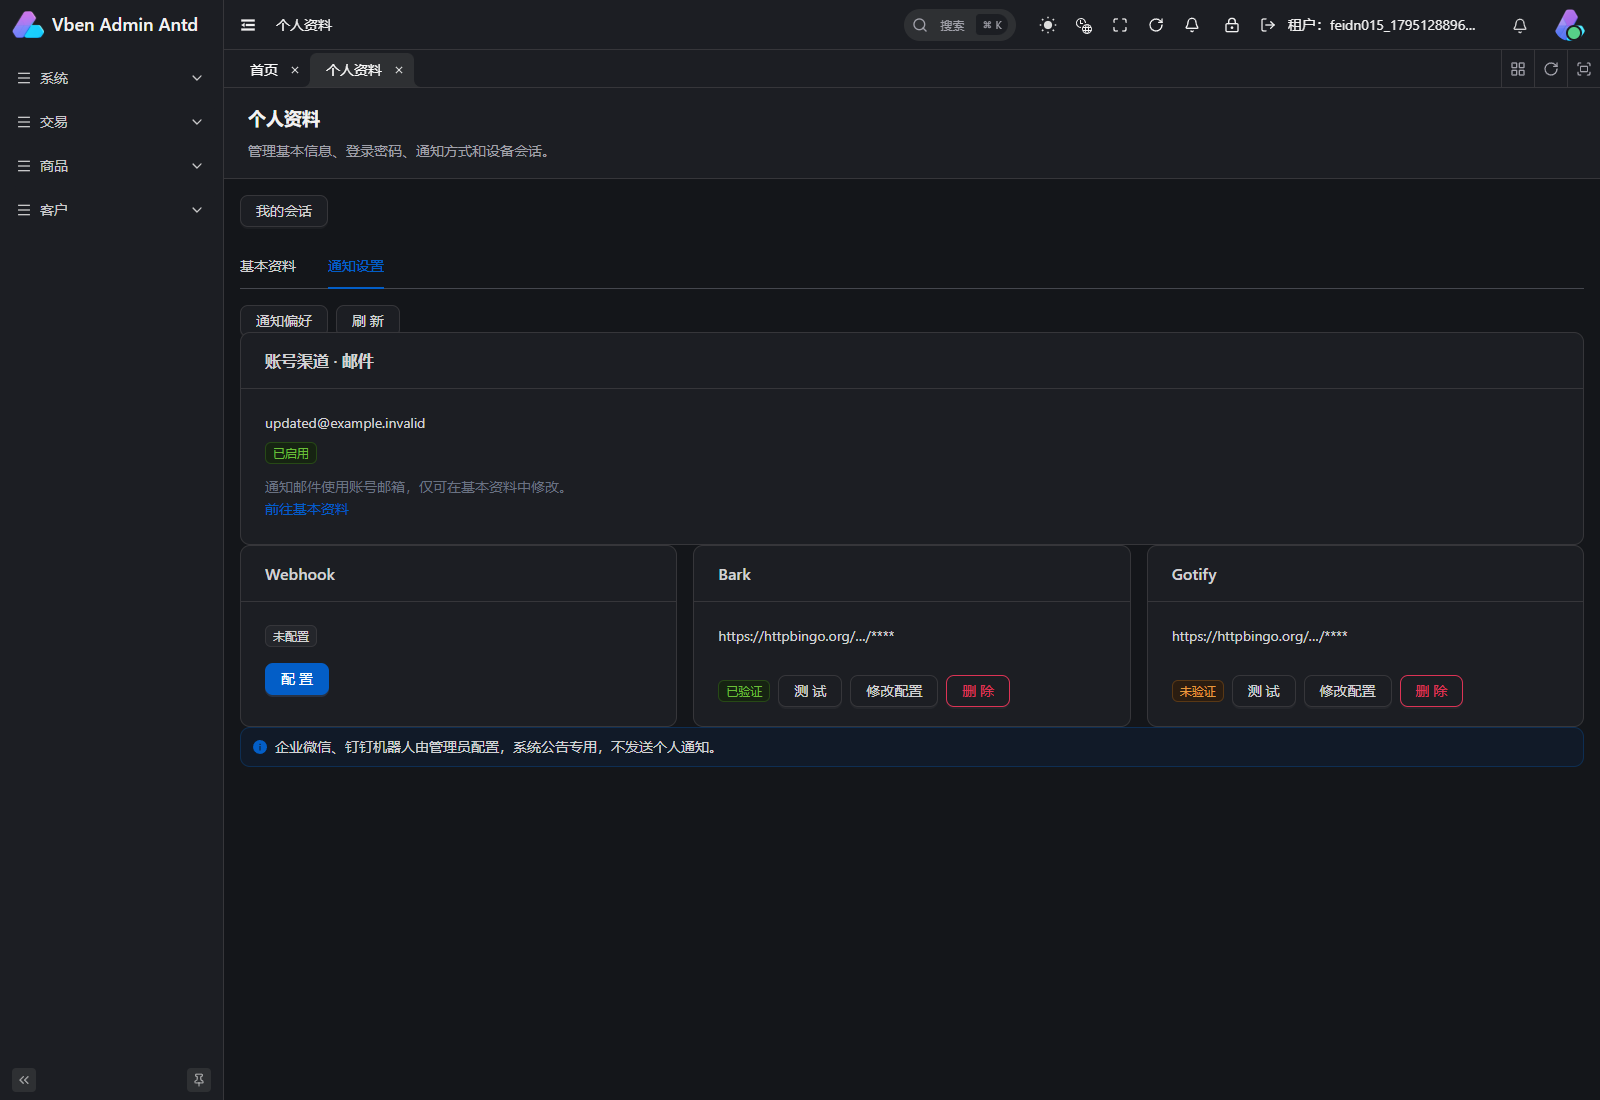 Vben Admin Antd
个人资料
搜索
⌘ K
租户：feidn015_1795128896...
系统
交易
商品
客户
首页
个人资料
个人资料
管理基本信息、登录密码、通知方式和设备会话。
我的会话
基本资料
通知设置
通知偏好
刷 新
账号渠道 · 邮件
updated@example.invalid
已启用
通知邮件使用账号邮箱，仅可在基本资料中修改。
前往基本资料
Webhook
未配置
配 置
Bark
https://httpbingo.org/.../****
已验证
测 试
修改配置
删 除
Gotify
https://httpbingo.org/.../****
未验证
测 试
修改配置
删 除
企业微信、钉钉机器人由管理员配置，系统公告专用，不发送个人通知。